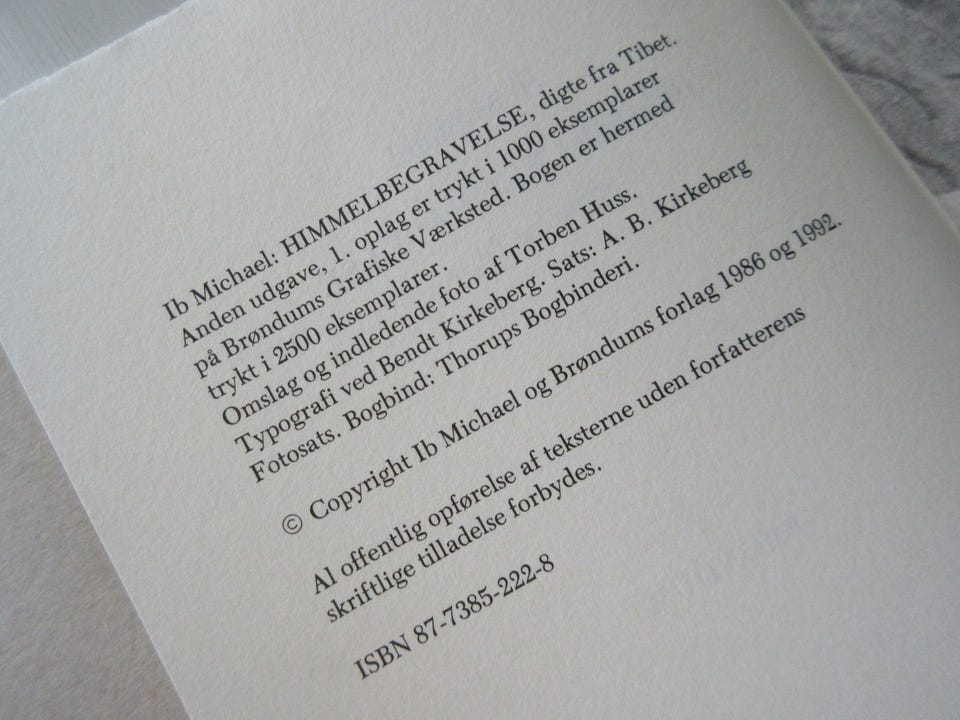 Ib Michael: HIMMELBEGRAVELSE, digte fra Tibet.
Anden udgave, 1. oplag er trykt i 1000 eksemplarer
på Brøndums Grafiske Værksted. Bogen er hermed
trykt i 2500 eksemplarer.
Omslag og indledende foto af Torben Huss.
Typografi ved Bendt Kirkeberg. Sats: A. B. Kirkeberg
Fotosats. Bogbind: Thorups Bogbinderi.
© Copyright Ib Michael og Brøndums forlag 1986 og 1992.
Al offentlig opførelse af teksterne uden forfatterens
skriftlige tilladelse forbydes.
ISBN 87-7385-222-8